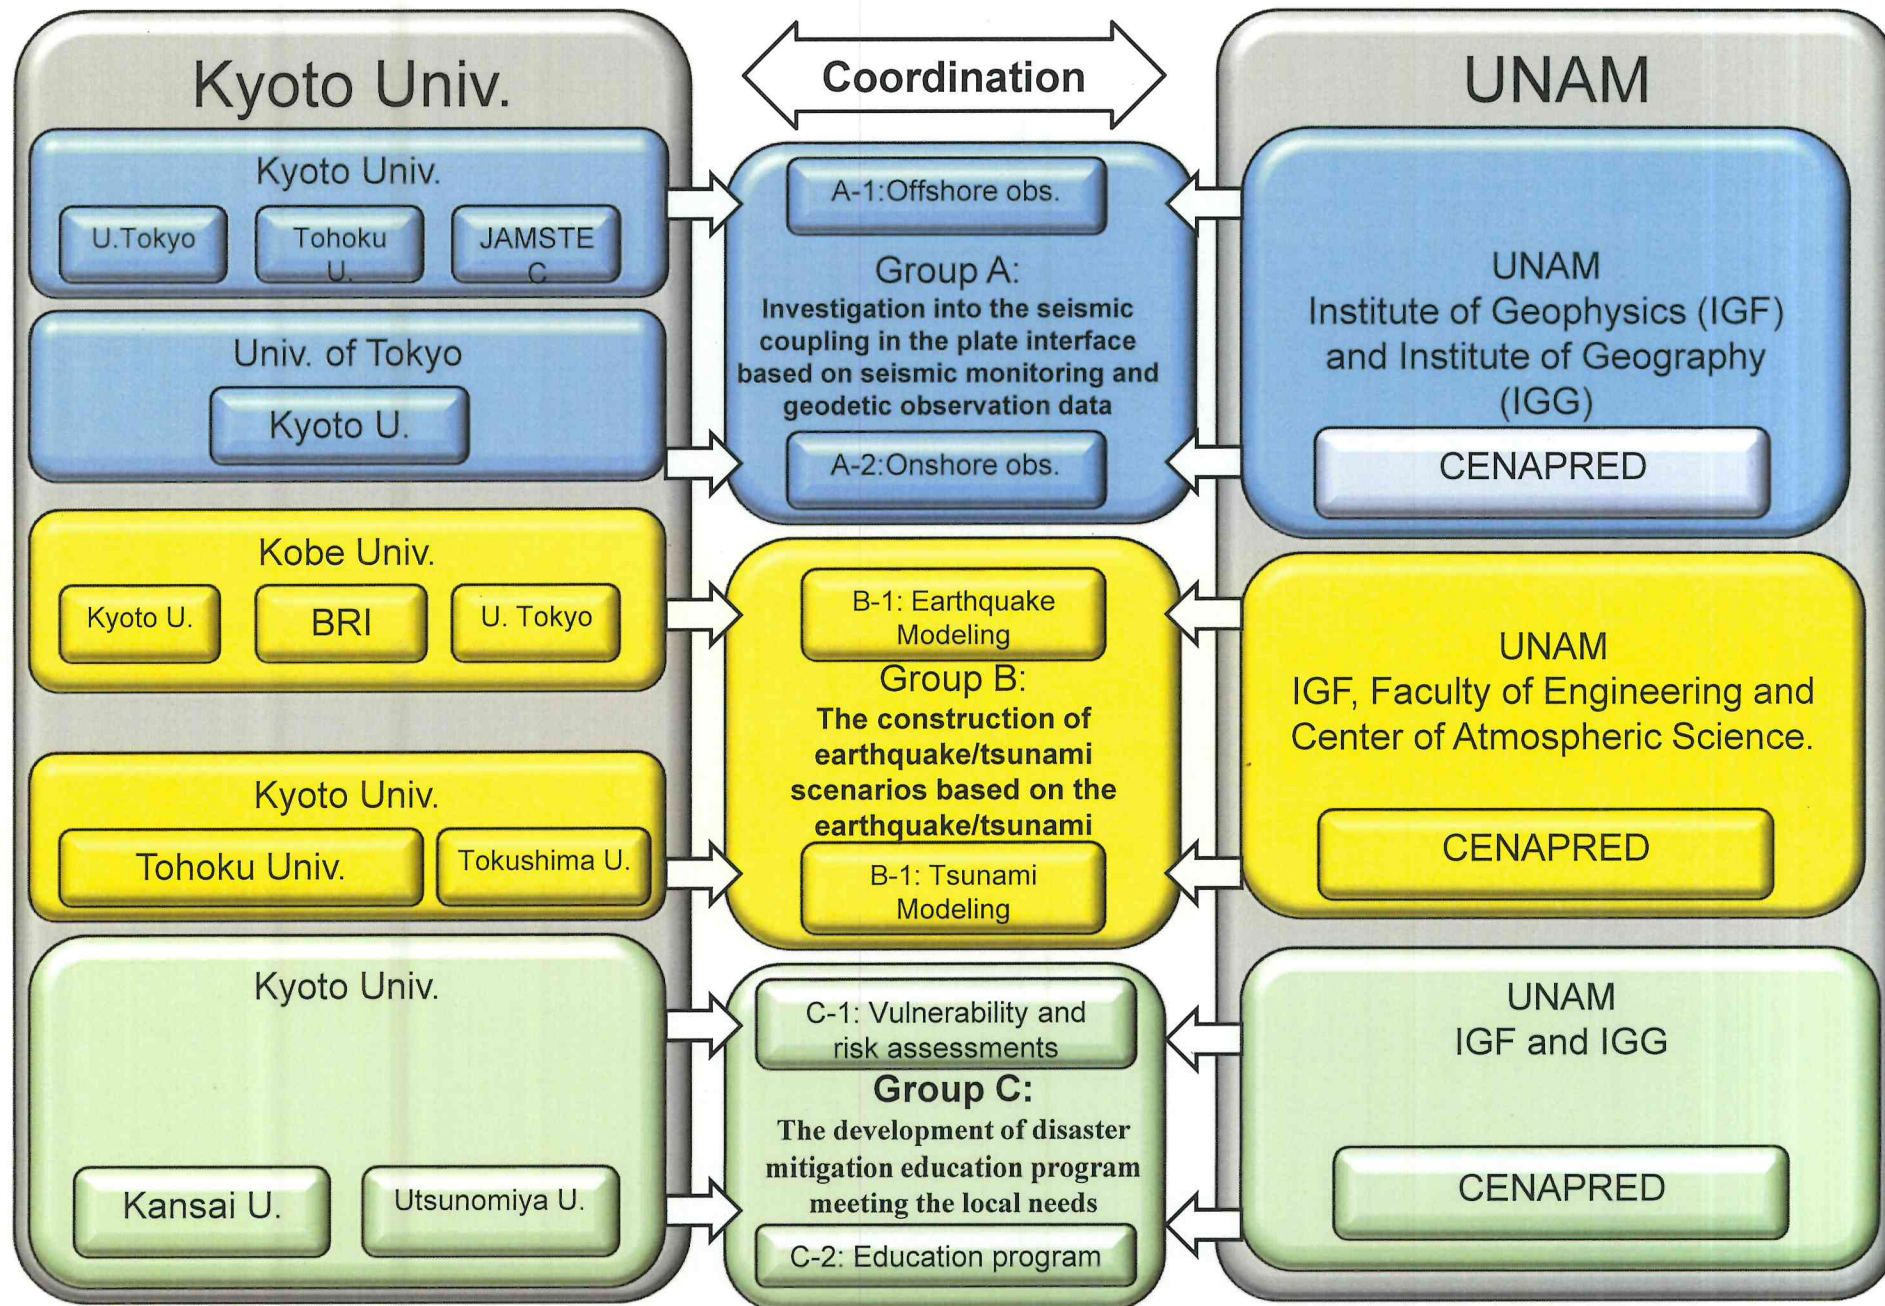 Kyoto Univ.
Kyoto Univ.
U.Tokyo
Tohoku
U.
JAMSTE
C
Univ. of Tokyo
Kyoto U.
Kobe Univ.
Kyoto U.
BRI
U. Tokyo
Kyoto Univ.
Tohoku Univ.
Tokushima U.
Kyoto Univ.
Kansai U.
Utsunomiya U.
Coordination
A-1:Offshore obs.
Group A:
Investigation into the seismic
coupling in the plate interface
based on seismic monitoring and
geodetic observation data
A-2:Onshore obs.
B-1: Earthquake
Modeling
Group B:
The construction of
earthquake/tsunami
scenarios based on the
earthquake/tsunami
B-1: Tsunami
Modeling
C-1: Vulnerability and
risk assessments
Group C:
The development of disaster
mitigation education program
meeting the local needs
C-2: Education program
UNAM
UNAM
Institute of Geophysics (IGF)
and Institute of Geography
(IGG)
CENAPRED
UNAM
IGF, Faculty of Engineering and
Center of Atmospheric Science.
CENAPRED
UNAM
IGF and IGG
CENAPRED